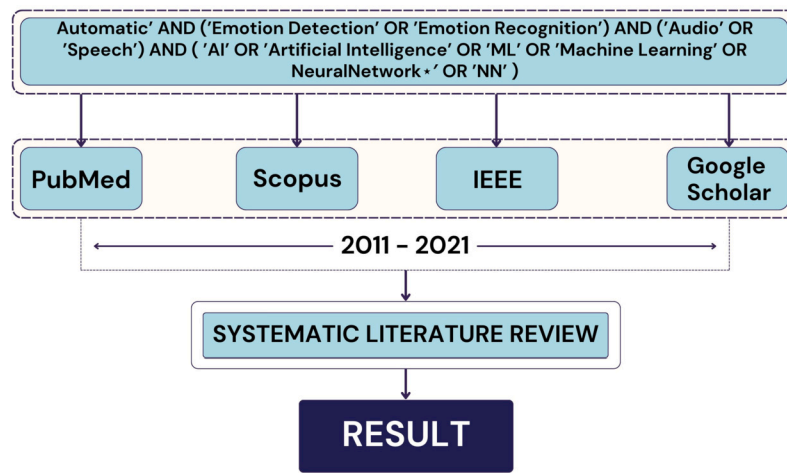 Automatic’ AND (’Emotion Detection’ OR ’Emotion Recognition’) AND (’Audio’ OR
’Speech’) AND ( ’AI’ OR ’Artificial Intelligence’ OR ’ML’ OR ’Machine Learning’ OR
NeuralNetwork⋆′ OR ’NN’ )
PubMed
Scopus
IEEE
Google
Scholar
2011 – 2021
SYSTEMATIC LITERATURE REVIEW
RESULT